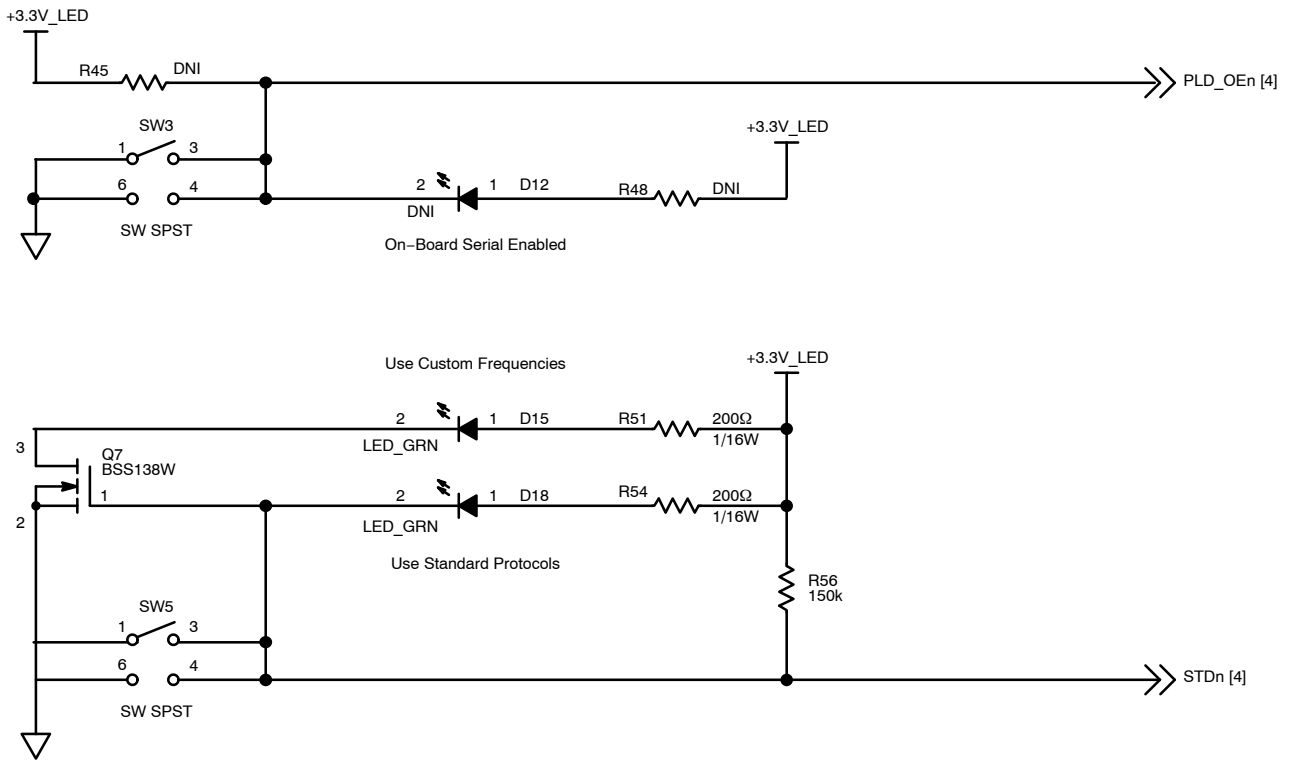 +3.3V_LED
R45
DNI
PLD_OEn [4]
SW3
1
3
+3.3V_LED
6
4
2
1
D12
R48
DNI
DNI
SW SPST
On−Board Serial Enabled
Use Custom Frequencies
+3.3V_LED
2
1
D15
R51
200Ω
1/16W
LED_GRN
3
Q7
BSS138W
1
2
1
D18
R54
200Ω
1/16W
LED_GRN
2
Use Standard Protocols
R56
150k
SW5
1
3
6
4
STDn [4]
SW SPST